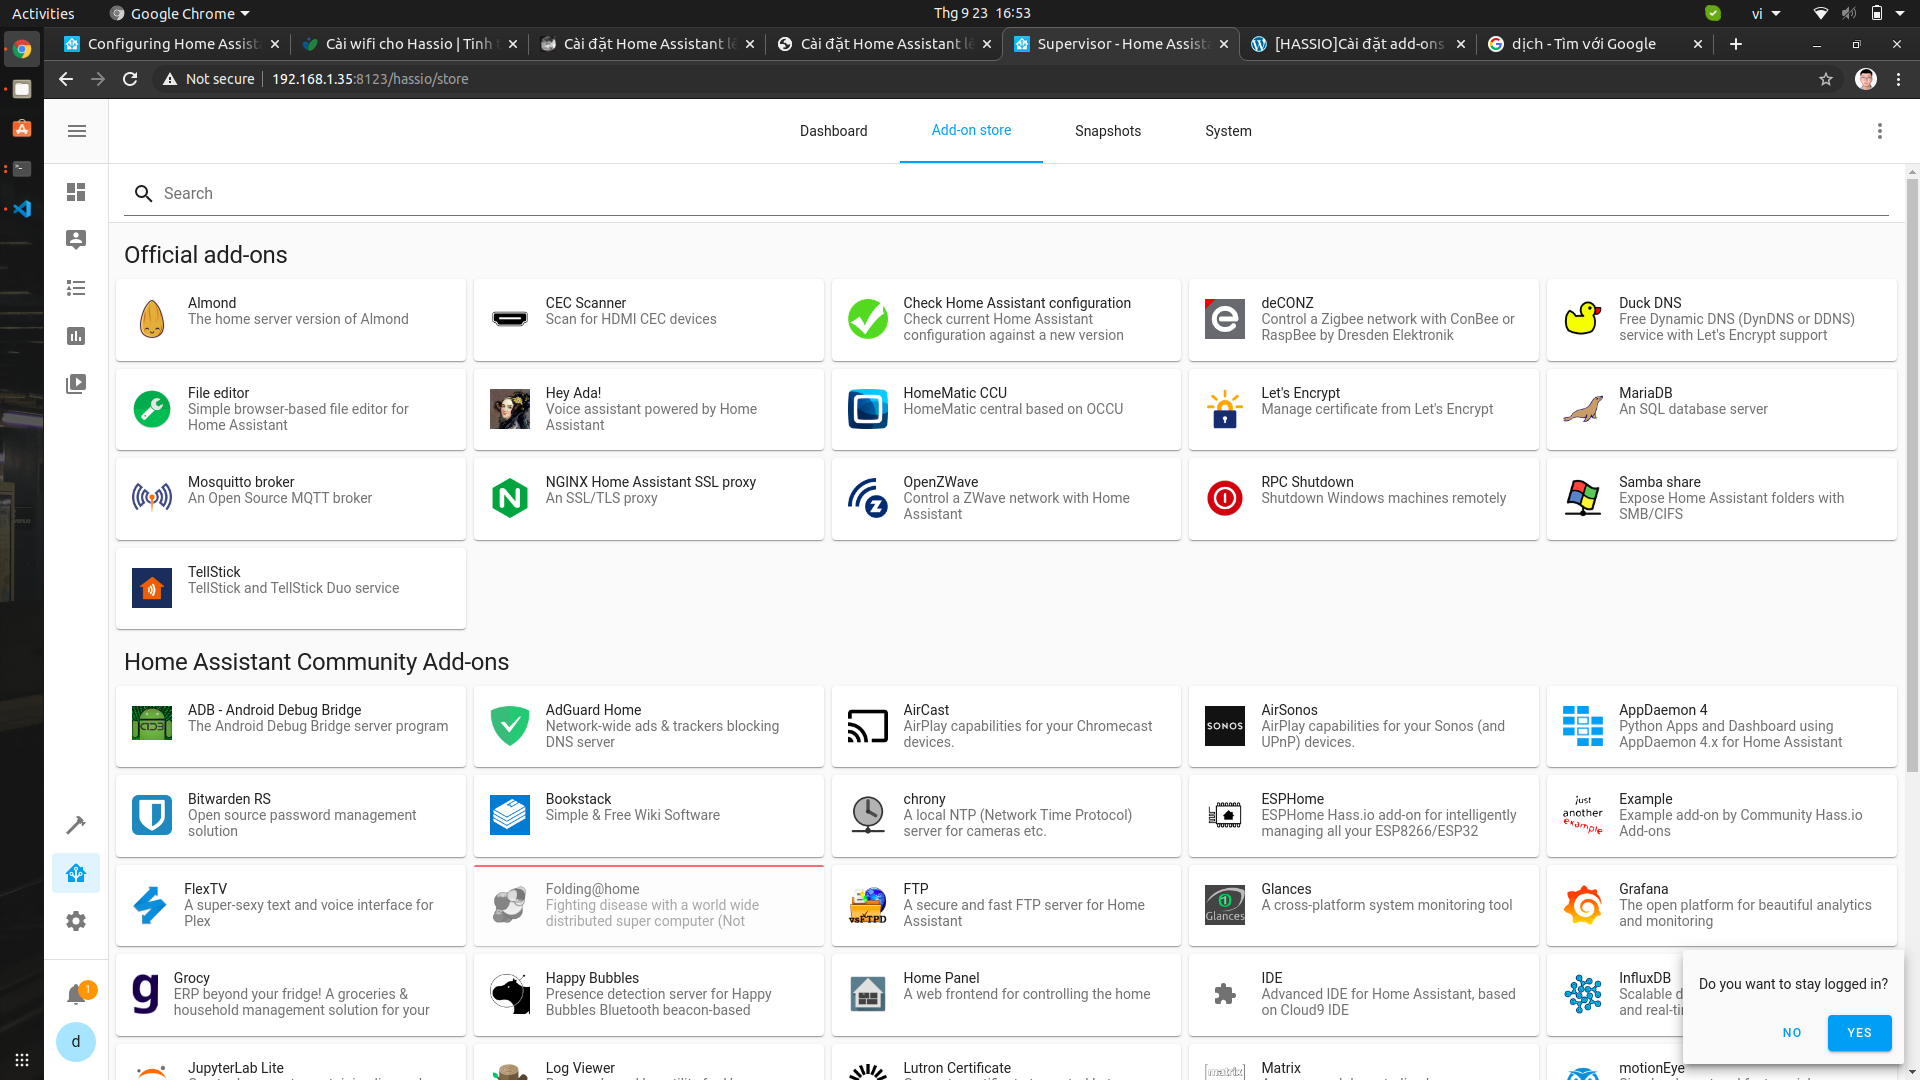 Activities
Google Chrome
Thg 9 23 16:53
vi
Configuring Home Assist
Cài wifi cho Hassio | Tinh t
Cài đặt Home Assistant lê
Cài đặt Home Assistant lê
Supervisor - Home Assista
[HASSIO]Cài đặt add-ons
dịch - Tìm với Google
Not secure
192.168.1.35:8123/hassio/store
Dashboard
Add-on store
Snapshots
System
Search
Official add-ons
Almond
The home server version of Almond
CEC Scanner
Scan for HDMI CEC devices
Check Home Assistant configuration
Check current Home Assistant
configuration against a new version
deCONZ
Control a Zigbee network with ConBee or
RaspBee by Dresden Elektronik
Duck DNS
Free Dynamic DNS (DynDNS or DDNS)
service with Let's Encrypt support
File editor
Simple browser-based file editor for
Home Assistant
Hey Ada!
Voice assistant powered by Home
Assistant
HomeMatic CCU
HomeMatic central based on OCCU
Let's Encrypt
Manage certificate from Let's Encrypt
MariaDB
An SQL database server
Mosquitto broker
An Open Source MQTT broker
NGINX Home Assistant SSL proxy
An SSL/TLS proxy
OpenZWave
Control a ZWave network with Home
Assistant
RPC Shutdown
Shutdown Windows machines remotely
Samba share
Expose Home Assistant folders with
SMB/CIFS
TellStick
TellStick and TellStick Duo service
Home Assistant Community Add-ons
ADB - Android Debug Bridge
The Android Debug Bridge server program
AdGuard Home
Network-wide ads & trackers blocking
DNS server
AirCast
AirPlay capabilities for your Chromecast
devices.
SONOS
AirSonos
AirPlay capabilities for your Sonos (and
UPnP) devices.
AppDaemon 4
Python Apps and Dashboard using
AppDaemon 4.x for Home Assistant
Bitwarden RS
Open source password management
solution
Bookstack
Simple & Free Wiki Software
chrony
A local NTP (Network Time Protocol)
server for cameras etc.
ESPHome
ESPHome Hass.io add-on for intelligently
managing all your ESP8266/ESP32
just
another
example
Example
Example add-on by Community Hass.io
Add-ons
FlexTV
A super-sexy text and voice interface for
Plex
Folding@home
Fighting disease with a world wide
distributed super computer (Not
vsFTPD
FTP
A secure and fast FTP server for Home
Assistant
Glances
Glances
A cross-platform system monitoring tool
Grafana
The open platform for beautiful analytics
and monitoring
g
Grocy
ERP beyond your fridge! A groceries &
household management solution for your
Happy Bubbles
Presence detection server for Happy
Bubbles Bluetooth beacon-based
Home Panel
A web frontend for controlling the home
IDE
Advanced IDE for Home Assistant, based
on Cloud9 IDE
InfluxDB
Scalable d
and real-ti
Do you want to stay logged in?
NO
YES
1
d
JupyterLab Lite
Log Viewer
Lutron Certificate
matrix
Matrix
motionEye